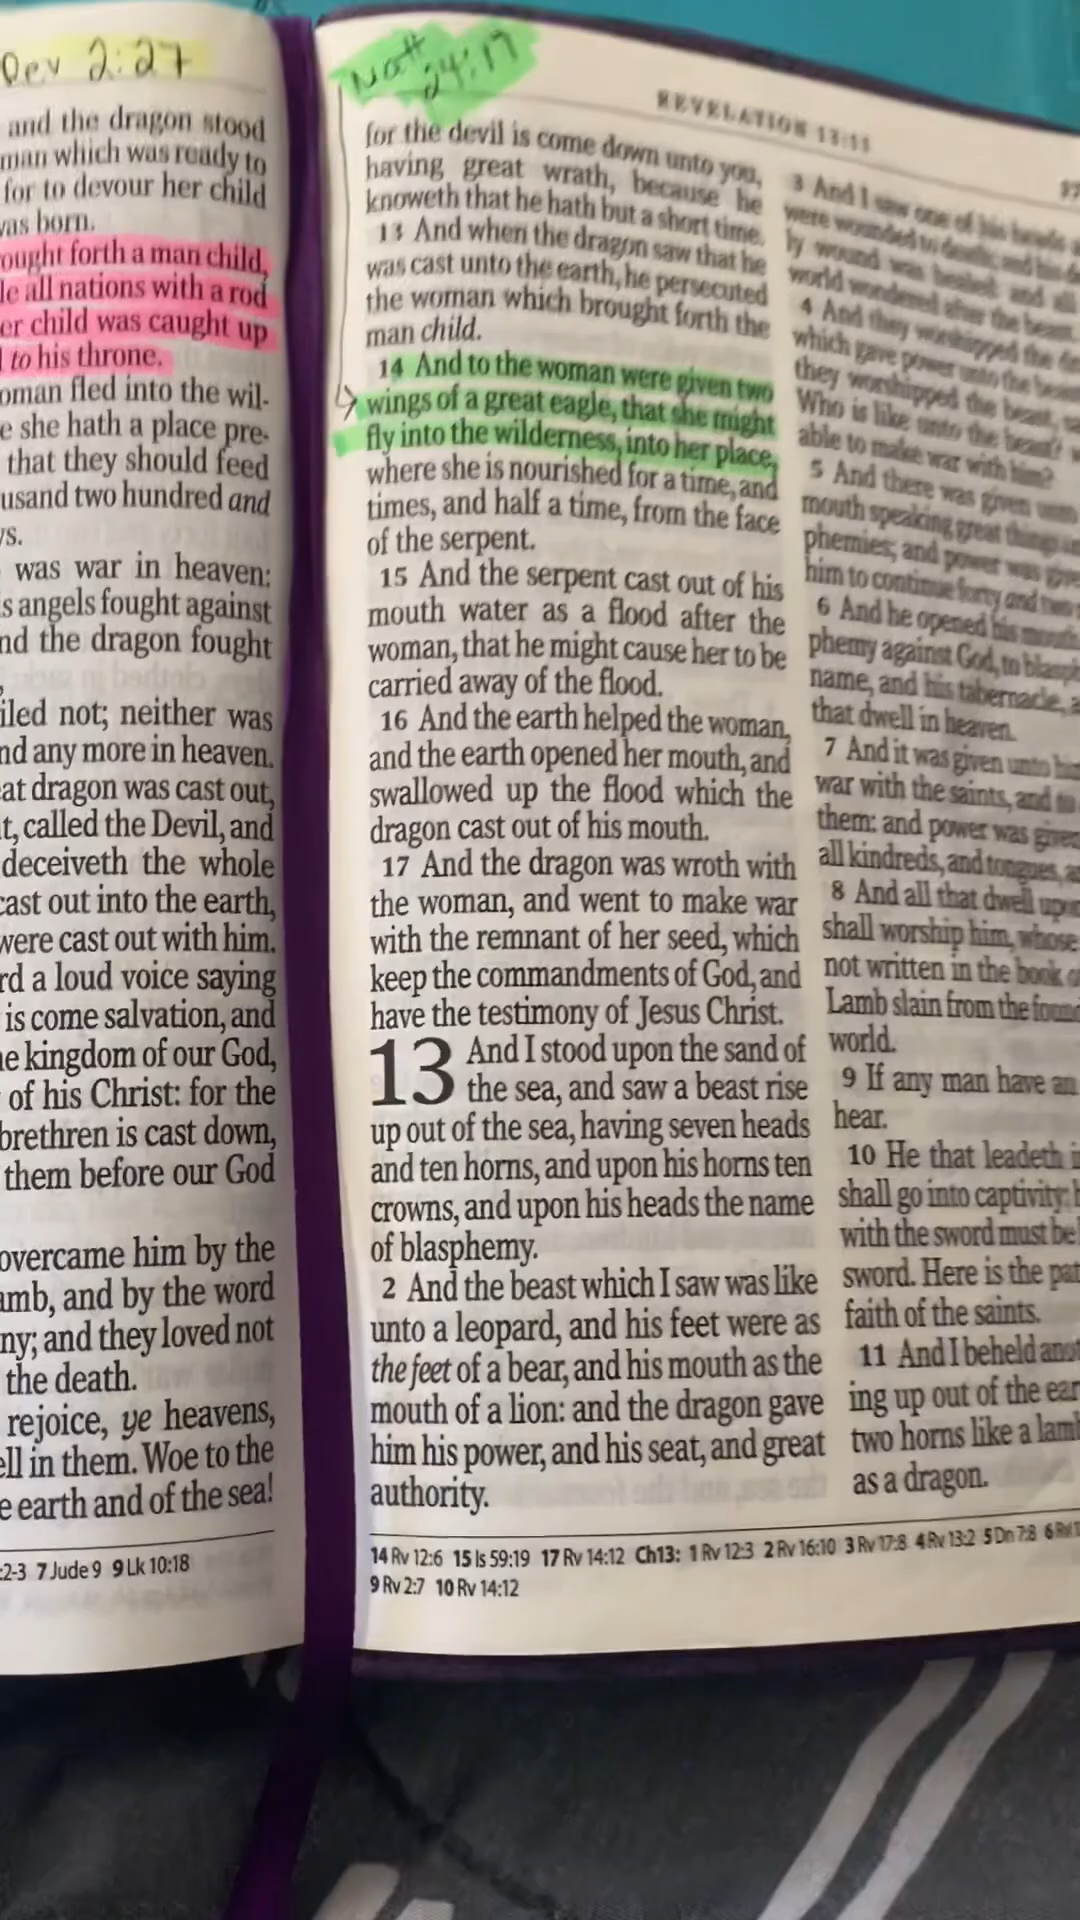 Rev 2:27
and the dragon stood
man which was ready to
for to devour her child
was born.
ought forth a man child,
le all nations with a rod
er child was caught up
to his throne.
oman fled into the wil-
e she hath a place pre-
that they should feed
usand two hundred and
ys.
was war in heaven:
s angels fought against
nd the dragon fought
iled not; neither was
nd any more in heaven.
at dragon was cast out,
t, called the Devil, and
deceiveth the whole
cast out into the earth,
were cast out with him.
rd a loud voice saying
is come salvation, and
he kingdom of our God,
of his Christ: for the
brethren is cast down,
them before our God
overcame him by the
amb, and by the word
ny; and they loved not
the death.
rejoice, ye heavens,
ell in them. Woe to the
e earth and of the sea!
:2-3 7 Jude 9 9 Lk 10:18
Matt
24:17
REVELATION 13:11
for the devil is come down unto you,
having great wrath, because he
knoweth that he hath but a short time.
13 And when the dragon saw that he
was cast unto the earth, he persecuted
the woman which brought forth the
man child.
14 And to the woman were given two
wings of a great eagle, that she might
fly into the wilderness, into her place,
where she is nourished for a time, and
times, and half a time, from the face
of the serpent.
15 And the serpent cast out of his
mouth water as a flood after the
woman, that he might cause her to be
carried away of the flood.
16 And the earth helped the woman,
and the earth opened her mouth, and
swallowed up the flood which the
dragon cast out of his mouth.
17 And the dragon was wroth with
the woman, and went to make war
with the remnant of her seed, which
keep the commandments of God, and
have the testimony of Jesus Christ.
13 And I stood upon the sand of
the sea, and saw a beast rise
up out of the sea, having seven heads
and ten horns, and upon his horns ten
crowns, and upon his heads the name
of blasphemy.
2 And the beast which I saw was like
unto a leopard, and his feet were as
the feet of a bear, and his mouth as the
mouth of a lion: and the dragon gave
him his power, and his seat, and great
authority.
3 And I saw one of his heads a
were wounded to death; and his de
ly wound was healed: and all
world wondered after the beast.
4 And they worshipped the dr
which gave power unto the beas
they worshipped the beast, sa
Who is like unto the beast? w
able to make war with him?
5 And there was given unto
mouth speaking great things an
phemies; and power was give
him to continue forty and two
6 And he opened his mouth
phemy against God, to blasph
name, and his tabernacle, a
that dwell in heaven.
7 And it was given unto him
war with the saints, and to
them: and power was given
all kindreds, and tongues, a
8 And all that dwell upon
shall worship him, whose
not written in the book o
Lamb slain from the found
world.
9 If any man have an
hear.
10 He that leadeth i
shall go into captivity: h
with the sword must be
sword. Here is the pat
faith of the saints.
11 And I beheld anot
ing up out of the ear
two horns like a lam
as a dragon.
14 Rv 12:6 15 Is 59:19 17 Rv 14:12 Ch13: 1 Rv 12:3 2 Rv 16:10 3 Rv 17:8 4 Rv 13:2 5 Dn 7:8
9 Rv 2:7 10 Rv 14:12